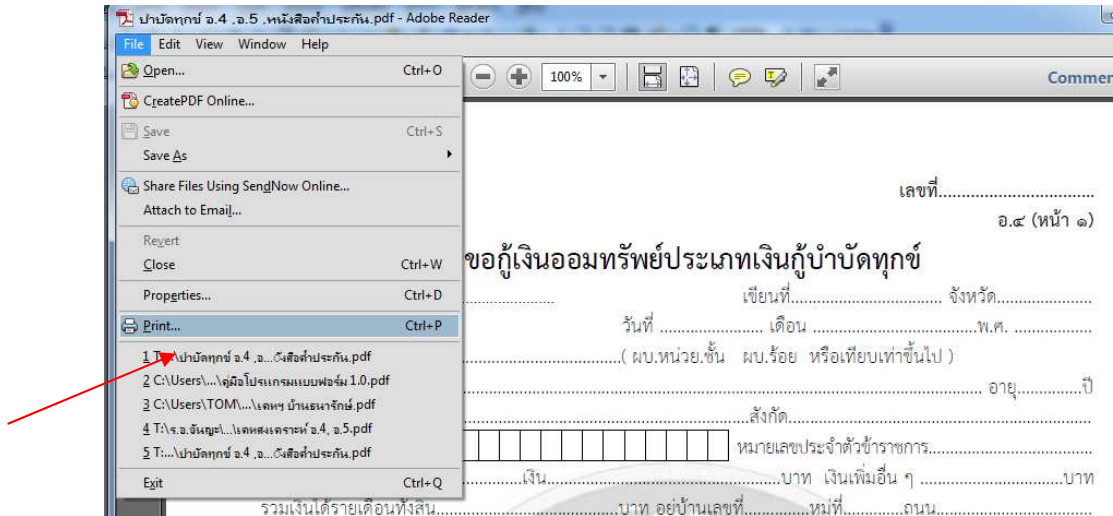 บำบัดทุกข์ อ.4 ,อ.5 ,หนังสือค้ำประกัน.pdf - Adobe Reader
File Edit View Window Help
Open... Ctrl+O
100%
Commen
CreatePDF Online...
Save Ctrl+S
Save As
Share Files Using SendNow Online...
Attach to Email...
Revert
Close Ctrl+W
Properties... Ctrl+D
Print... Ctrl+P
1 T:\...\บำบัดทุกข์ อ.4 ,อ...ังสือค้ำประกัน.pdf
2 C:\Users\...\คู่มือโปรแกรมแบบฟอร์ม 1.0.pdf
3 C:\Users\TOM\...\เคหฯ บ้านธนารักษ์.pdf
4 T:\ร.อ.ธัญญะ\...\เคหสงเคราะห์ อ.4, อ.5.pdf
5 T:...\บำบัดทุกข์ อ.4 ,อ...ังสือค้ำประกัน.pdf
Exit Ctrl+Q
เลขที่..................................
อ.๔ (หน้า ๑)
ขอกู้เงินออมทรัพย์ประเภทเงินกู้บำบัดทุกข์
เขียนที่................................. จังหวัด.....................
วันที่ ...................... เดือน ....................................พ.ศ. .................
.................................( ผบ.หน่วย.ชั้น ผบ.ร้อย หรือเทียบเท่าขึ้นไป )
อายุ..............ปี
สังกัด..................................................................
หมายเลขประจำตัวข้าราชการ...................................
.............เงิน...................................................บาท เงินเพิ่มอื่น ๆ ...............................บาท
รวมเงินได้รายเดือนทั้งสิ้น.......................................บาท อยู่บ้านเลขที่..............หมู่ที่............ถนน..................................